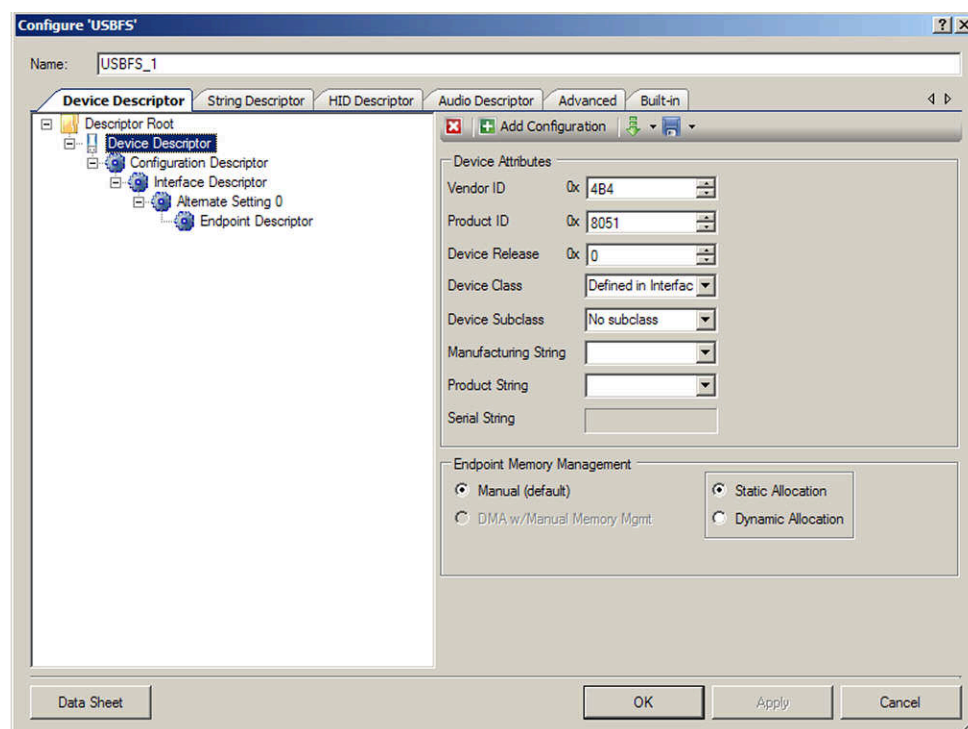 Configure 'USBFS'
Name: USBFS_1
Device Descriptor String Descriptor HID Descriptor Audio Descriptor Advanced Built-in
Descriptor Root
Device Descriptor
Configuration Descriptor
Interface Descriptor
Alternate Setting 0
Endpoint Descriptor
Add Configuration
Device Attributes
Vendor ID 0x 4B4
Product ID 0x 8051
Device Release 0x 0
Device Class Defined in Interfac
Device Subclass No subclass
Manufacturing String
Product String
Serial String
Endpoint Memory Management
Manual (default) Static Allocation
DMA w/Manual Memory Mgmt Dynamic Allocation
Data Sheet OK Apply Cancel